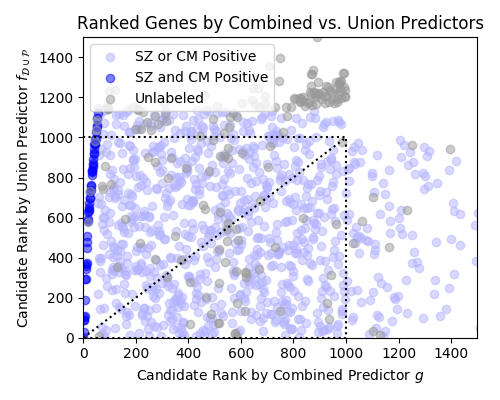 Ranked Genes by Combined vs. Union Predictors
SZ or CM Positive
SZ and CM Positive
Unlabeled
Candidate Rank by Union Predictor f_{𝒟∪𝒫}
1400
1200
1000
800
600
400
200
0
0 200 400 600 800 1000 1200 1400
Candidate Rank by Combined Predictor g